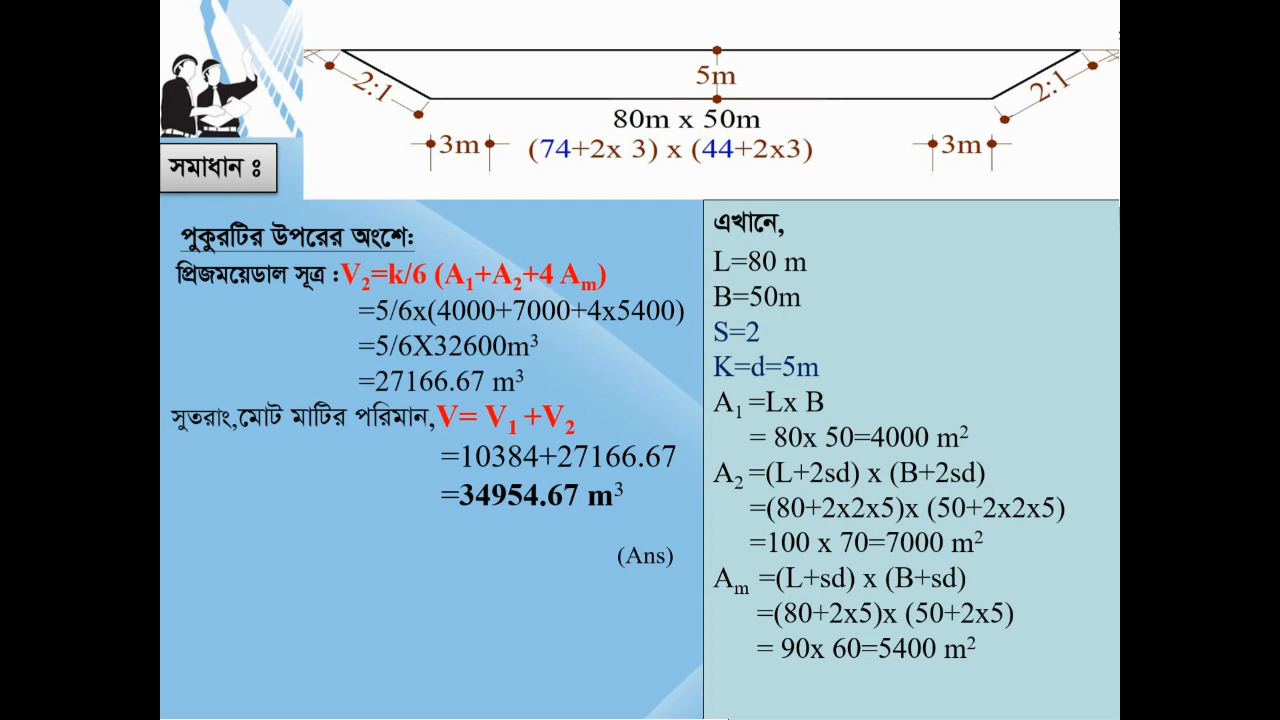 2:1
5m
2:1
80m x 50m
3m
(74+2x 3) x (44+2x3)
3m
সমাধান ঃ
পুকুরটির উপরের অংশে:
প্রিজময়েডাল সূত্র :V₂=k/6 (A₁+A₂+4 Aₘ)
=5/6x(4000+7000+4x5400)
=5/6X32600m³
=27166.67 m³
সুতরাং,মোট মাটির পরিমান,V= V₁ +V₂
=10384+27166.67
=34954.67 m³
(Ans)
এখানে,
L=80 m
B=50m
S=2
K=d=5m
A₁ =Lx B
= 80x 50=4000 m²
A₂ =(L+2sd) x (B+2sd)
=(80+2x2x5)x (50+2x2x5)
=100 x 70=7000 m²
Aₘ =(L+sd) x (B+sd)
=(80+2x5)x (50+2x5)
= 90x 60=5400 m²